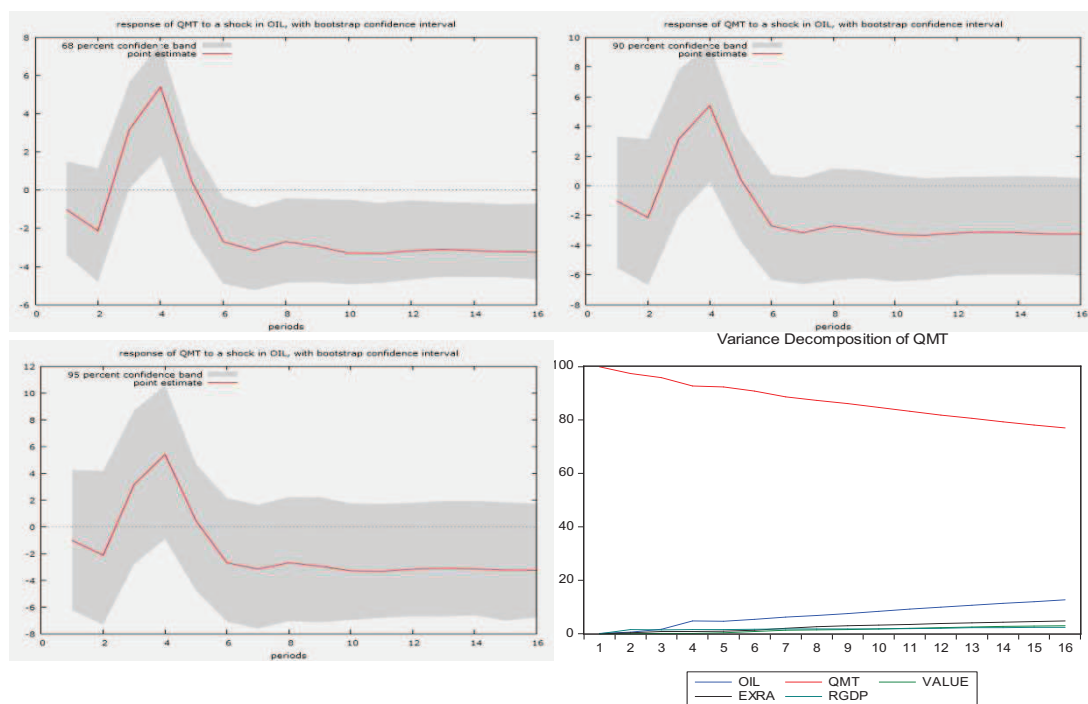 response of QMT to a shock in OIL, with bootstrap confidence interval
8
6
4
2
0
-2
-4
-6
68 percent confidence band
point estimate
0 2 4 6 8 10 12 14 16
periods
response of QMT to a shock in OIL, with bootstrap confidence interval
10
8
6
4
2
0
-2
-4
-6
-8
90 percent confidence band
point estimate
0 2 4 6 8 10 12 14 16
periods
response of QMT to a shock in OIL, with bootstrap confidence interval
12
10
8
6
4
2
0
-2
-4
-6
-8
95 percent confidence band
point estimate
0 2 4 6 8 10 12 14 16
periods
Variance Decomposition of QMT
100
80
60
40
20
0
1 2 3 4 5 6 7 8 9 10 11 12 13 14 15 16
OIL QMT VALUE
EXRA RGDP